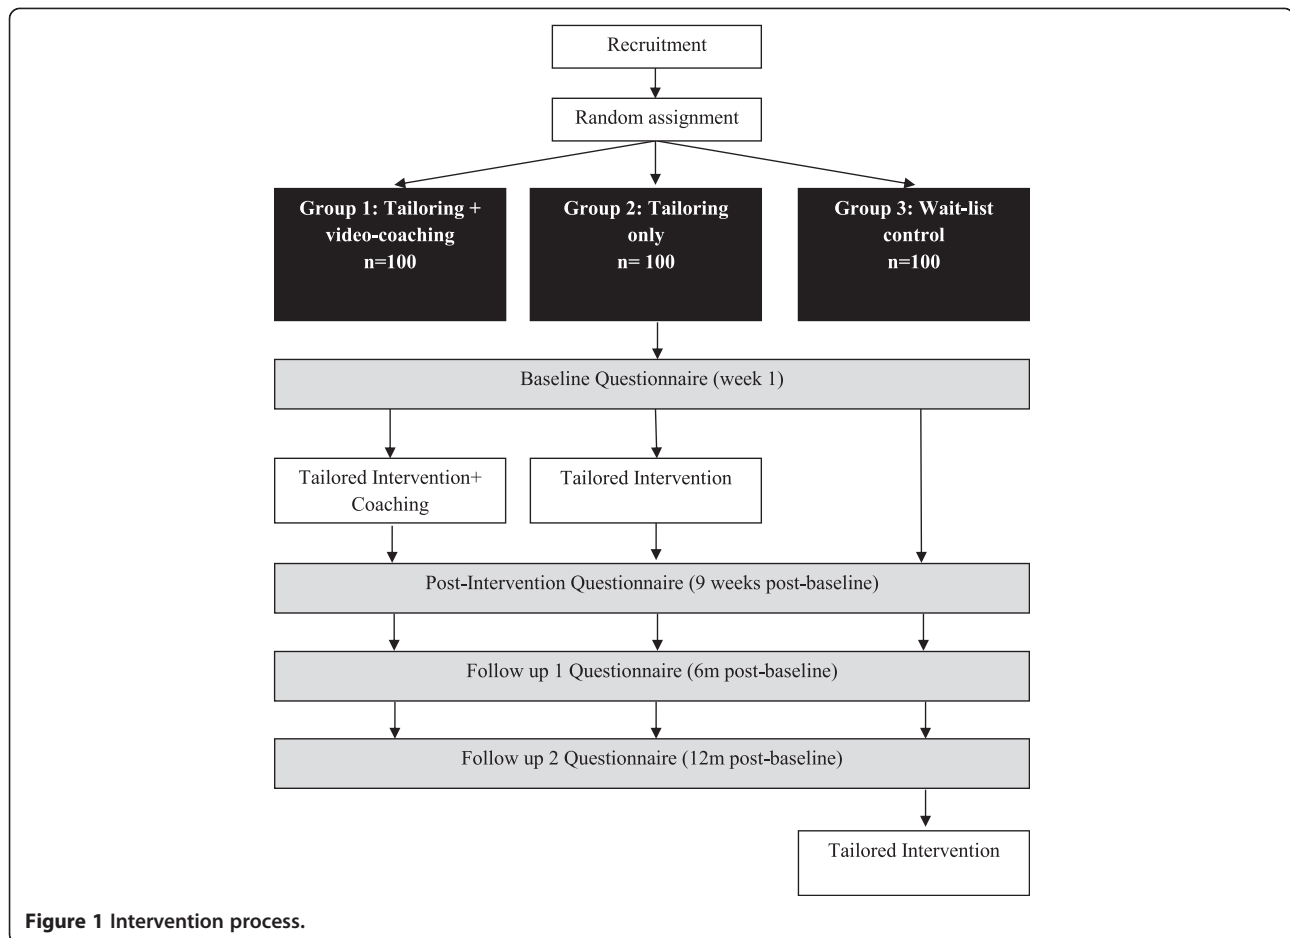 Recruitment
Random assignment
Group 1: Tailoring +
video-coaching
n=100
Group 2: Tailoring
only
n= 100
Group 3: Wait-list
control
n=100
Baseline Questionnaire (week 1)
Tailored Intervention+
Coaching
Tailored Intervention
Post-Intervention Questionnaire (9 weeks post-baseline)
Follow up 1 Questionnaire (6m post-baseline)
Follow up 2 Questionnaire (12m post-baseline)
Tailored Intervention
Figure 1 Intervention process.